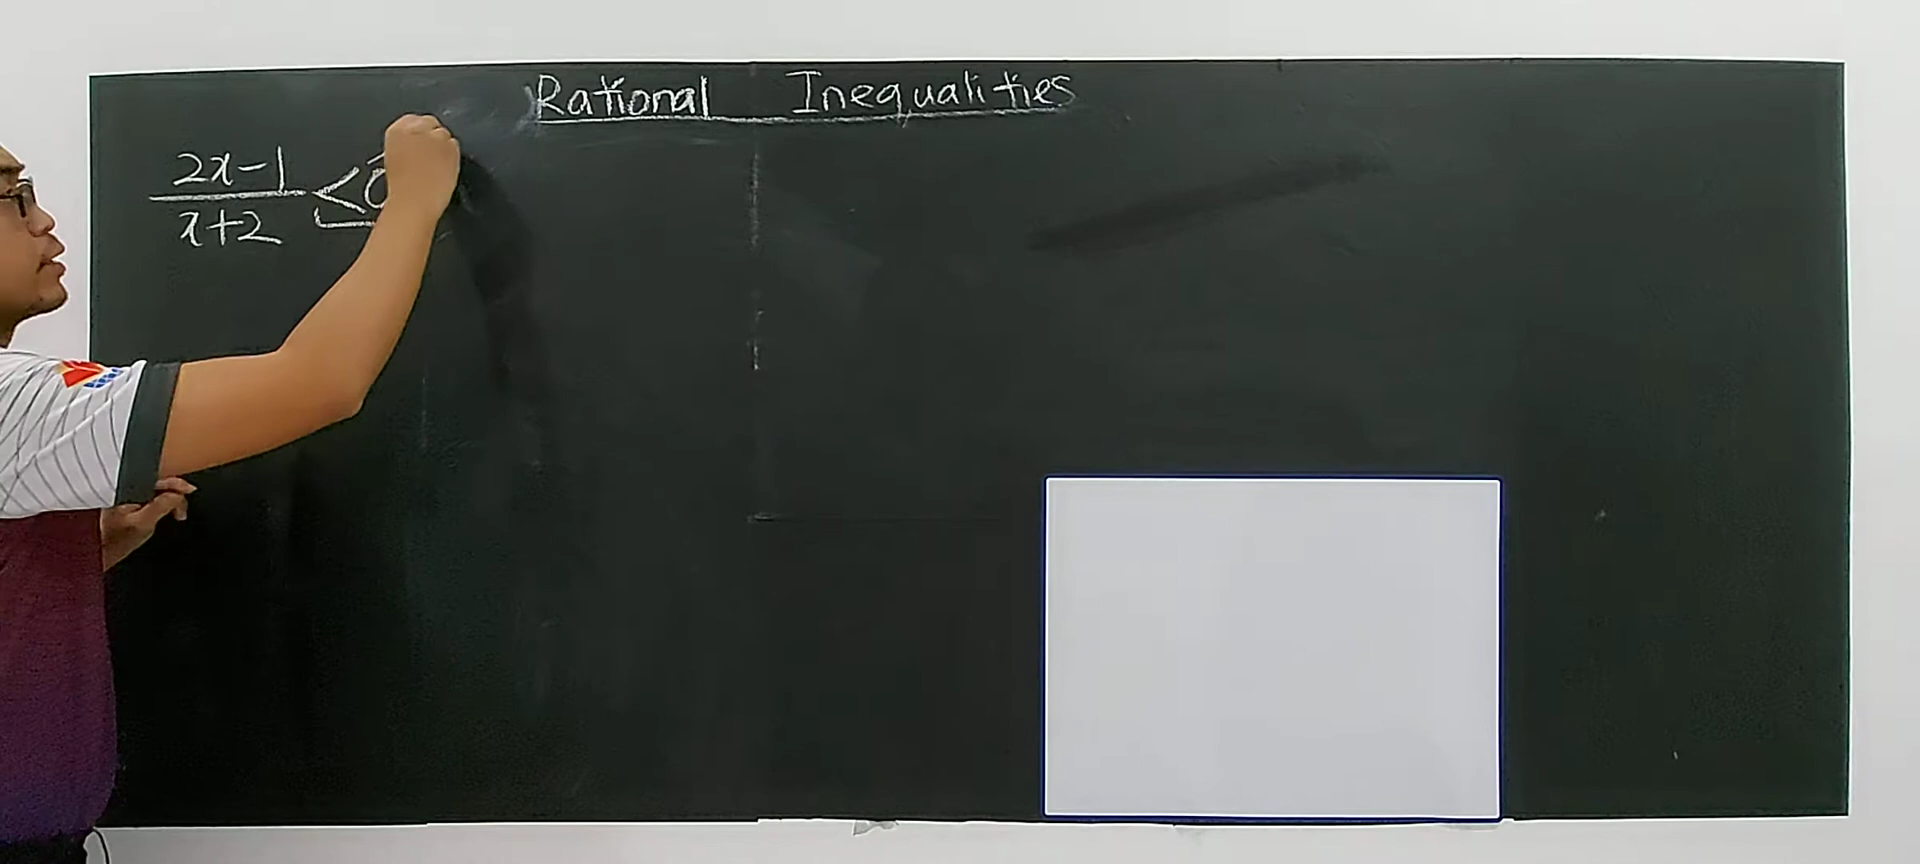 Rational Inequalities
2x-1
x+2 <0